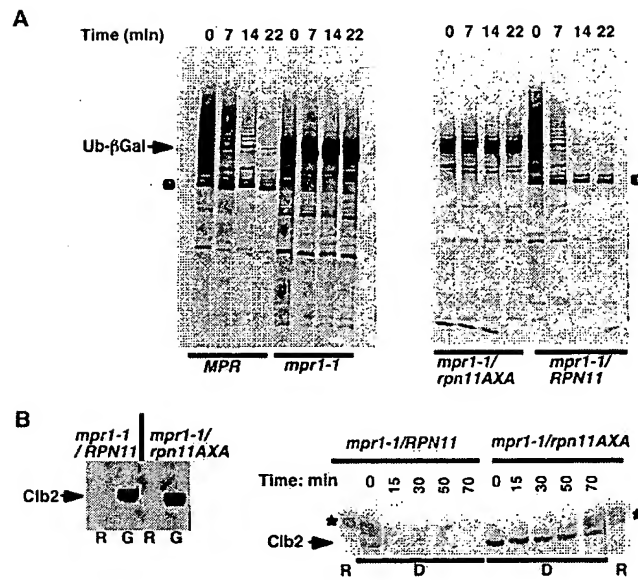 A
Time (min) 0 7 14 22 0 7 14 22
0 7 14 22 0 7 14 22
Ub-βGal
MPR mpr1-1
mpr1-1/
rpn11AXA
mpr1-1/
RPN11
B
mpr1-1
/RPN11
mpr1-1/
rpn11AXA
Clb2
R G R G
mpr1-1/RPN11 mpr1-1/rpn11AXA
Time: min 0 15 30 50 70 0 15 30 50 70
* *
Clb2
R D D R